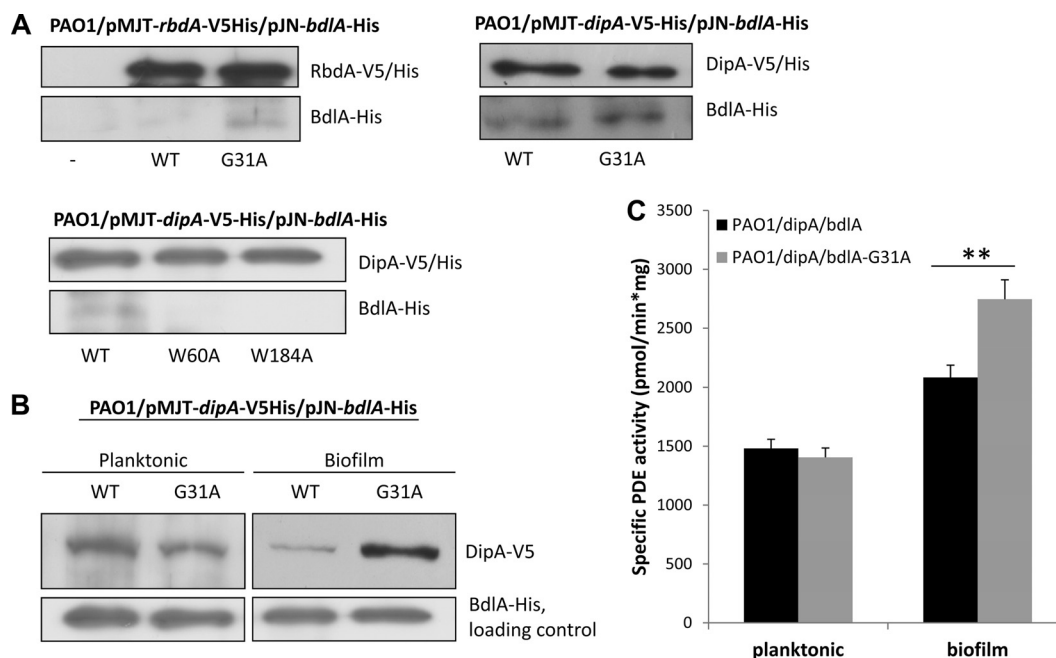 A
PAO1/pMJT-rbdA-V5His/pJN-bdlA-His
RbdA-V5/His
BdlA-His
- WT G31A
PAO1/pMJT-dipA-V5-His/pJN-bdlA-His
DipA-V5/His
BdlA-His
WT G31A
PAO1/pMJT-dipA-V5-His/pJN-bdlA-His
DipA-V5/His
BdlA-His
WT W60A W184A
B
PAO1/pMJT-dipA-V5His/pJN-bdlA-His
Planktonic Biofilm
WT G31A WT G31A
DipA-V5
BdlA-His,
loading control
C
Specific PDE activity (pmol/min*mg)
3500
3000
2500
2000
1500
1000
500
0
PAO1/dipA/bdlA
PAO1/dipA/bdlA-G31A
**
planktonic biofilm